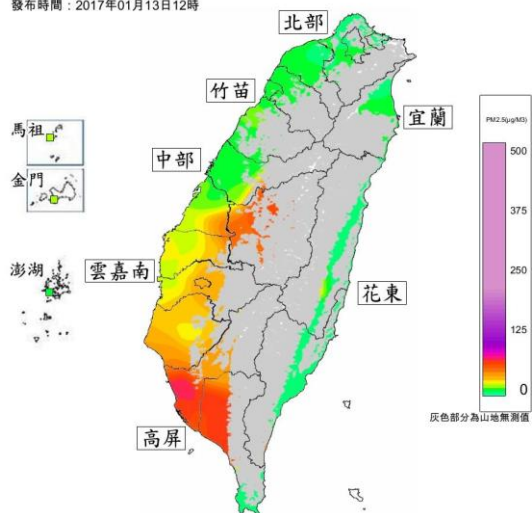 發布時間：2017年01月13日12時
北部
竹苗
宜蘭
馬祖
中部
金門
澎湖
雲嘉南
花東
高屏
PM2.5(μg/M3)
500
250
125
0
灰色部分為山地無測值